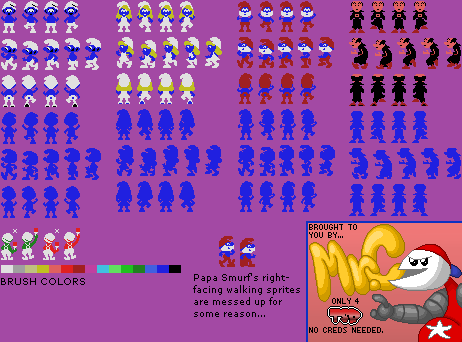 BRUSH COLORS
Papa Smurf's right-
facing walking sprites
are messed up for
some reason...
BROUGHT TO
YOU BY...
Mr. C
ONLY 4
NO CREDS NEEDED.